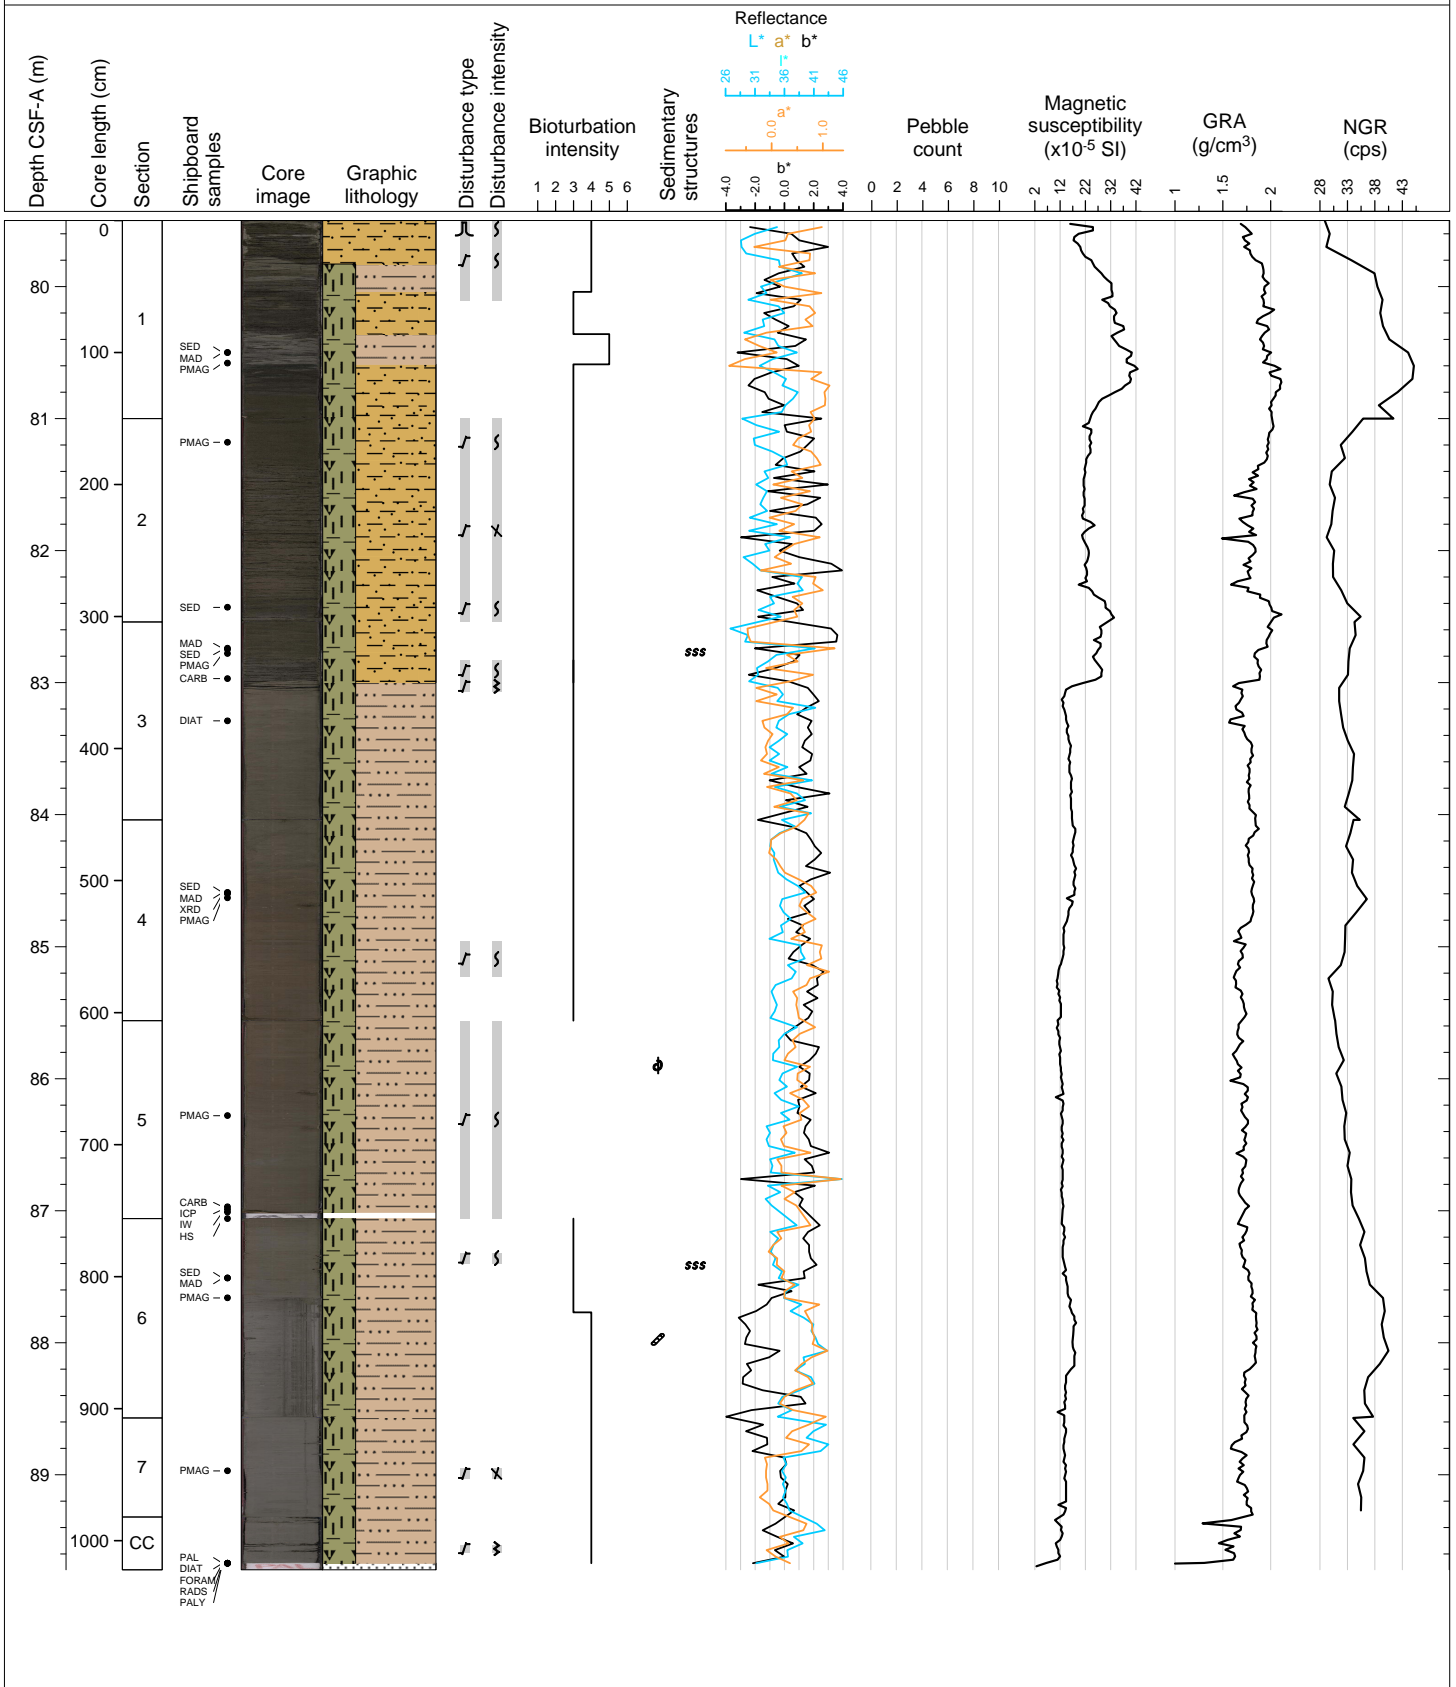 Reflectance
L* a* b*
26 31 36 41 46
L*
a*
0.0 1.0
b*
-4.0 -2.0 0.0 2.0 4.0
Depth CSF-A (m)
Core length (cm)
Section
Shipboard
samples
Core
image
Graphic
lithology
Disturbance type
Disturbance intensity
Bioturbation
intensity
1 2 3 4 5 6
Sedimentary
structures
Pebble
count
0 2 4 6 8 10
Magnetic
susceptibility
(x10-5 SI)
2 12 22 32 42
GRA
(g/cm3)
1 1.5 2
NGR
(cps)
28 33 38 43
0
80
1
SED
100
MAD
PMAG
81
PMAG
200
2
82
SED
300
MAD
SED
PMAG
CARB
83
3
DIAT
400
84
500
SED
MAD
XRD
4
PMAG
85
600
86
5
PMAG
700
CARB
87
ICP
IW
HS
SED
800
MAD
PMAG
6
88
900
7
PMAG
89
1000
CC
PAL
DIAT
FORAM
RADS
PALY
sss
sss